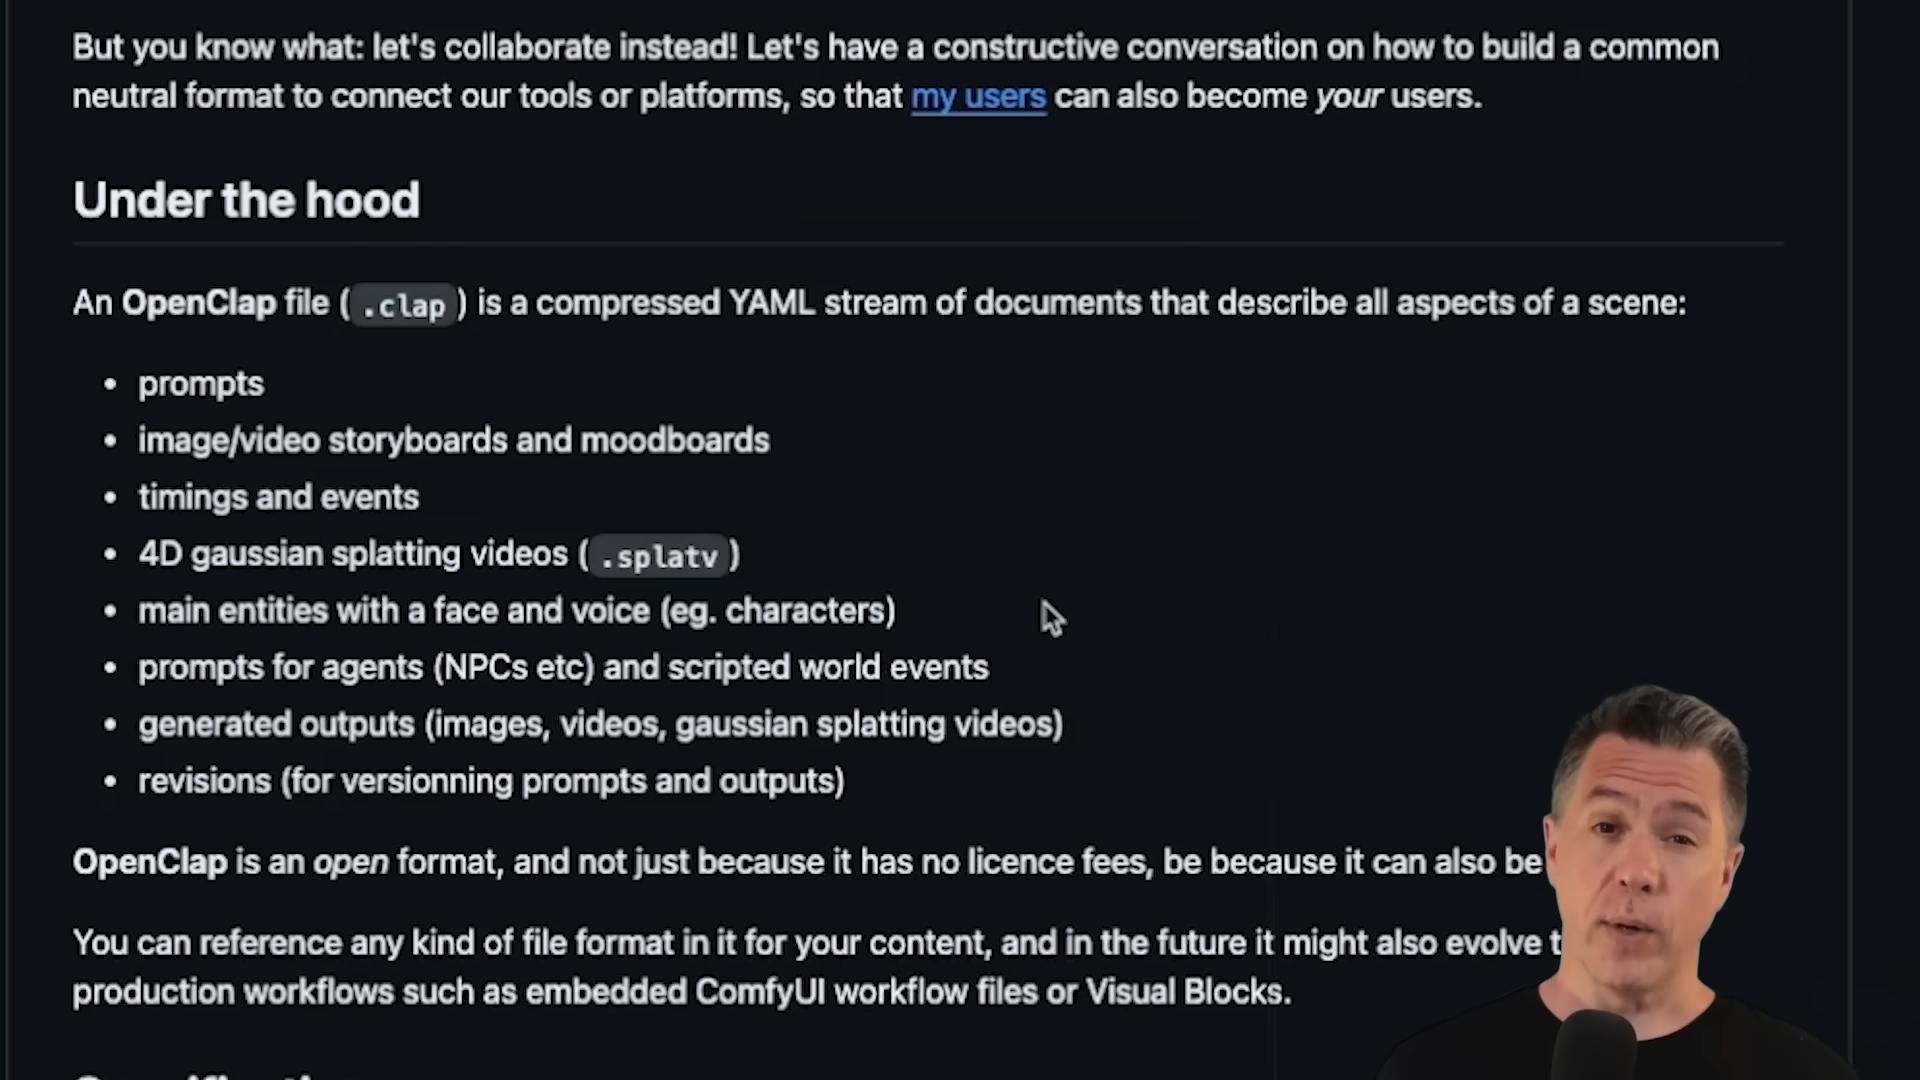 But you know what: let's collaborate instead! Let's have a constructive conversation on how to build a common
neutral format to connect our tools or platforms, so that my users can also become your users.
Under the hood
An OpenClap file ( .clap ) is a compressed YAML stream of documents that describe all aspects of a scene:
• prompts
• image/video storyboards and moodboards
• timings and events
• 4D gaussian splatting videos ( .splatv )
• main entities with a face and voice (eg. characters)
• prompts for agents (NPCs etc) and scripted world events
• generated outputs (images, videos, gaussian splatting videos)
• revisions (for versionning prompts and outputs)
OpenClap is an open format, and not just because it has no licence fees, be because it can also be
You can reference any kind of file format in it for your content, and in the future it might also evolve t
production workflows such as embedded ComfyUI workflow files or Visual Blocks.